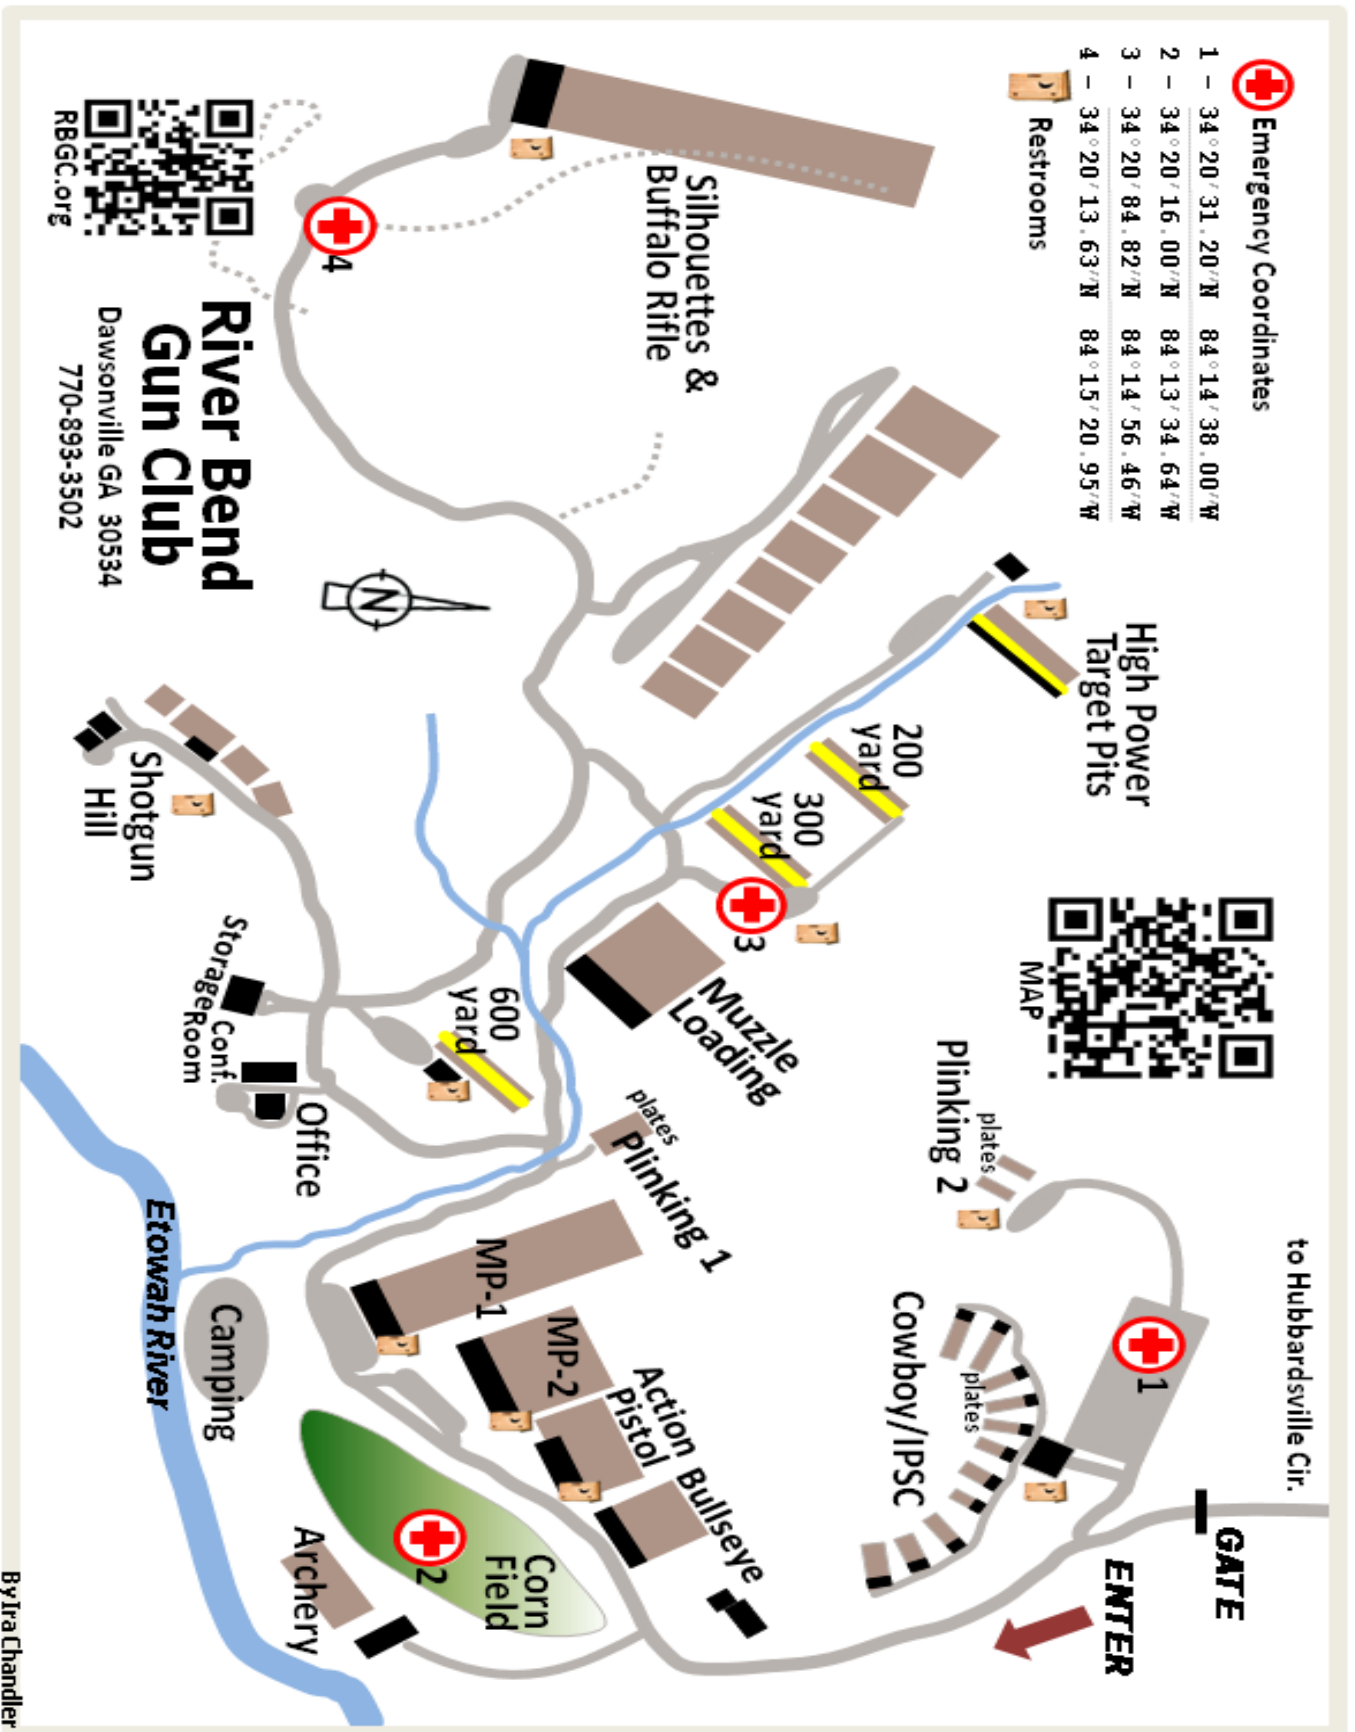 Emergency Coordinates
1 - 34°20'31.20"N 84°14'38.00"W
2 - 34°20'16.00"N 84°13'34.64"W
3 - 34°20'84.82"N 84°14'56.46"W
4 - 34°20'13.63"N 84°15'20.95"W
Restrooms
to Hubbardsville Cir.
GATE
ENTER
MAP
High Power
Target Pits
Plinking 2
plates
1
Cowboy/IPSC
plates
200
yard
300
yard
3
Muzzle
Loading
plates
Plinking 1
Silhouettes &
Buffalo Rifle
600
yard
MP-1
MP-2
Action
Pistol
Bullseye
Corn
Field
2
Archery
4
N
Office
Conf.
Room
Storage
Camping
Etowah River
Shotgun
Hill
River Bend
Gun Club
Dawsonville GA 30534
770-893-3502
RBGC.org
By Ira Chandler